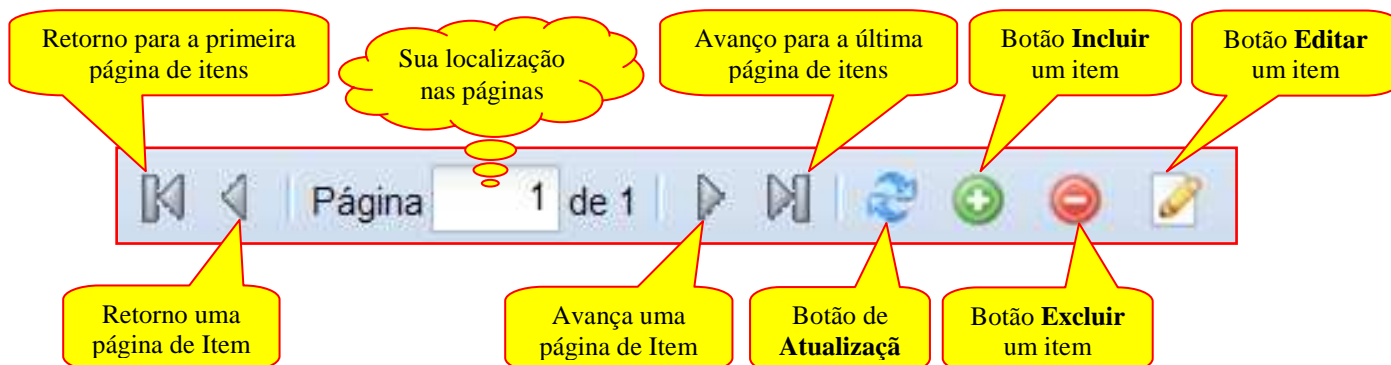 Retorno para a primeira
página de itens
Sua localização
nas páginas
Avanço para a última
página de itens
Botão Incluir
um item
Botão Editar
um item
Página 1 de 1
Retorno uma
página de Item
Avança uma
página de Item
Botão de
Atualizaçã
Botão Excluir
um item